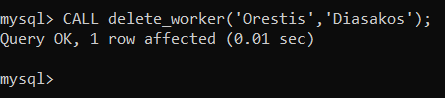 mysql> CALL delete_worker('Orestis','Diasakos');
Query OK, 1 row affected (0.01 sec)
mysql>